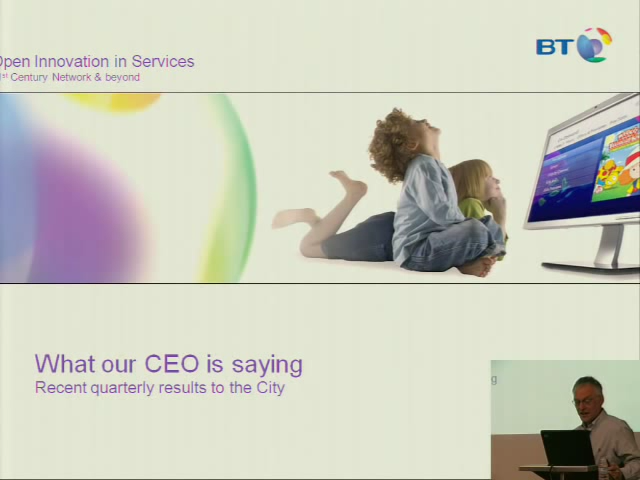 BT
Open Innovation in Services
1st Century Network & beyond
What our CEO is saying
Recent quarterly results to the City
g